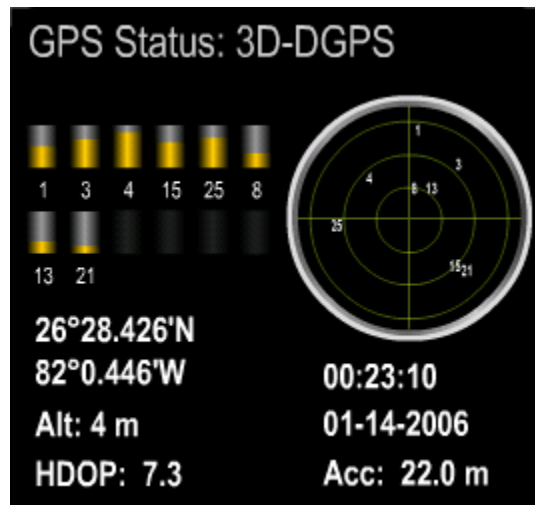 GPS Status: 3D-DGPS
1 3 4 15 25 8
13 21
1
3
4
8 13
25
15 21
26°28.426'N
82°0.446'W
00:23:10
Alt: 4 m
01-14-2006
HDOP: 7.3
Acc: 22.0 m